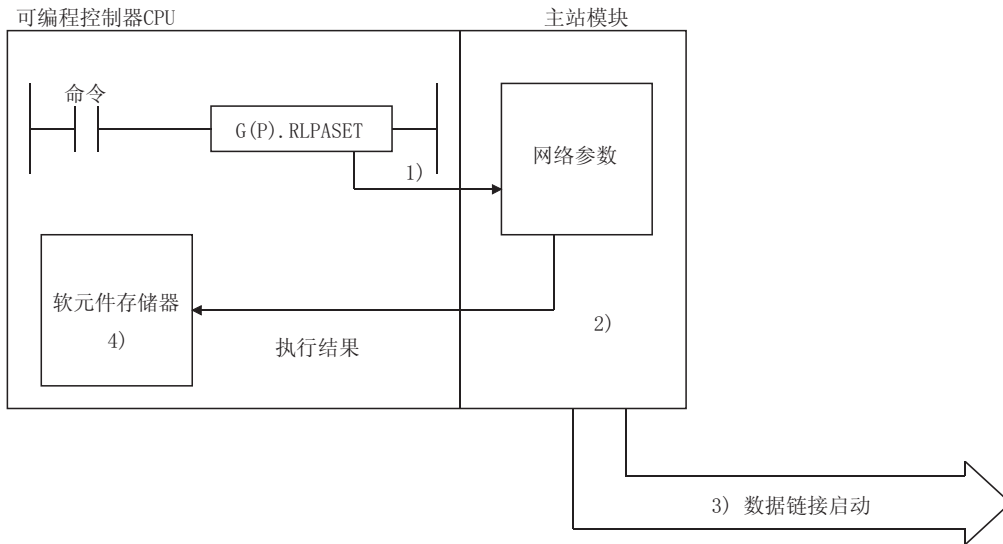 可编程控制器CPU
主站模块
命令
G(P).RLPASET
网络参数
1)
软元件存储器
4)
2)
执行结果
3) 数据链接启动